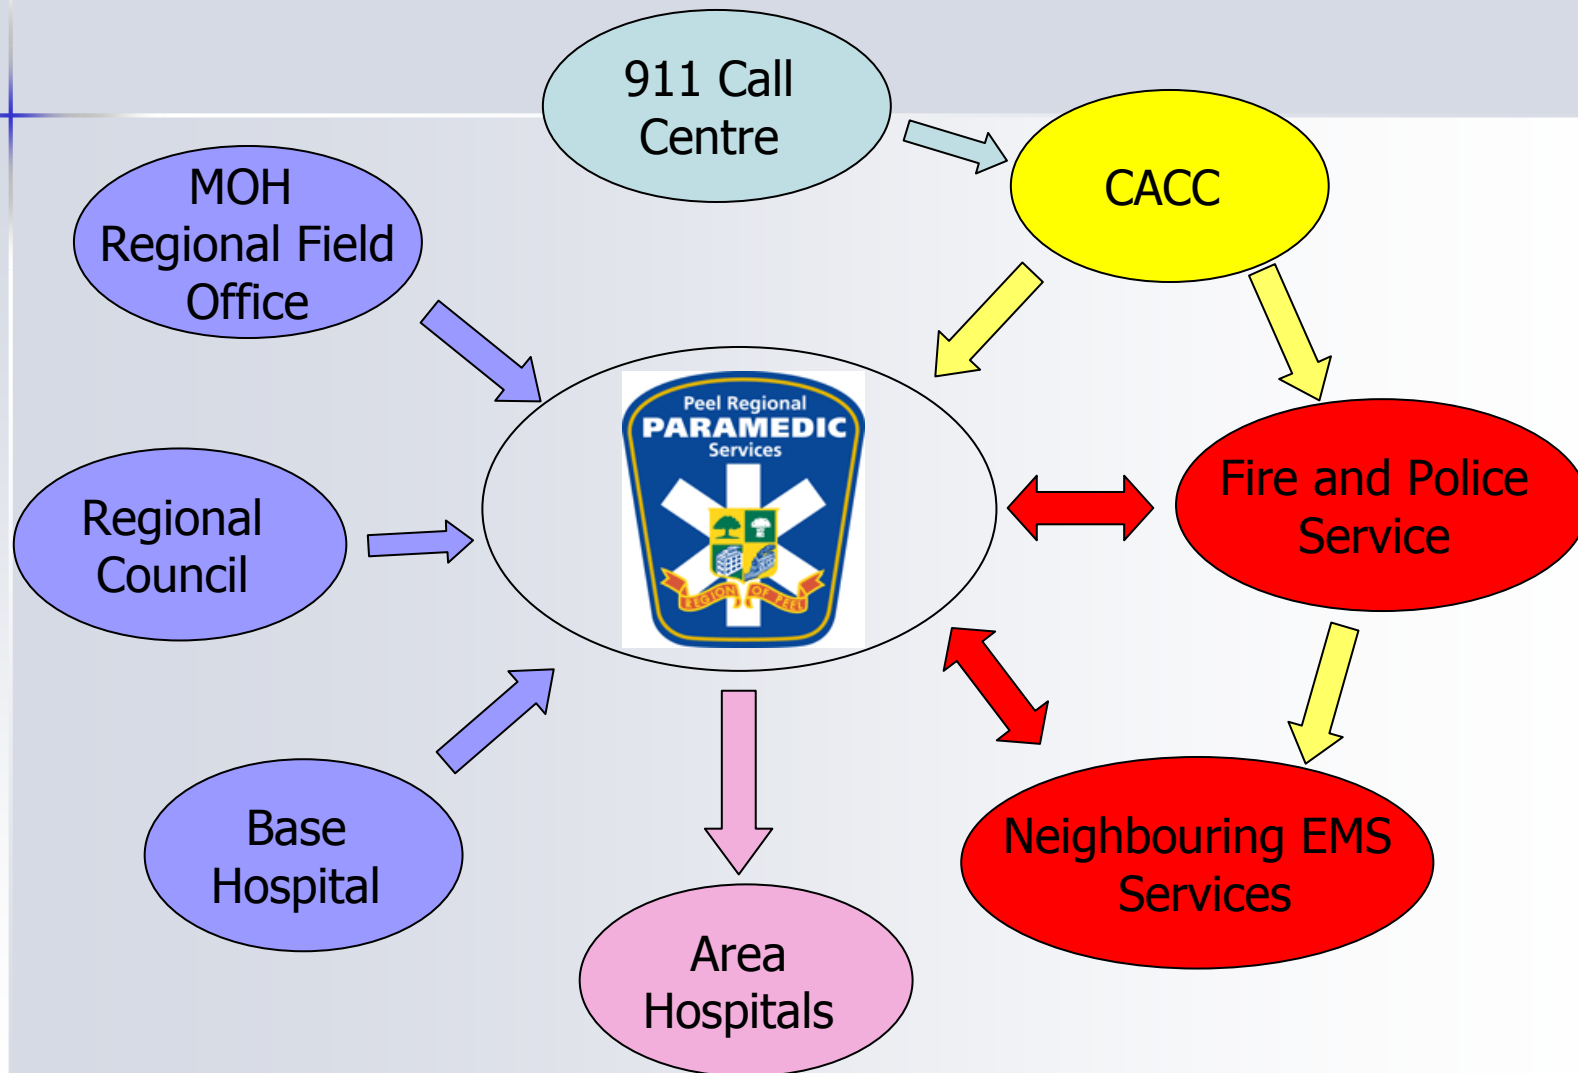 911 Call
Centre
MOH
Regional Field
Office
CACC
Peel Regional
PARAMEDIC
Services
REGION OF PEEL
Regional
Council
Fire and Police
Service
Base
Hospital
Neighbouring EMS
Services
Area
Hospitals